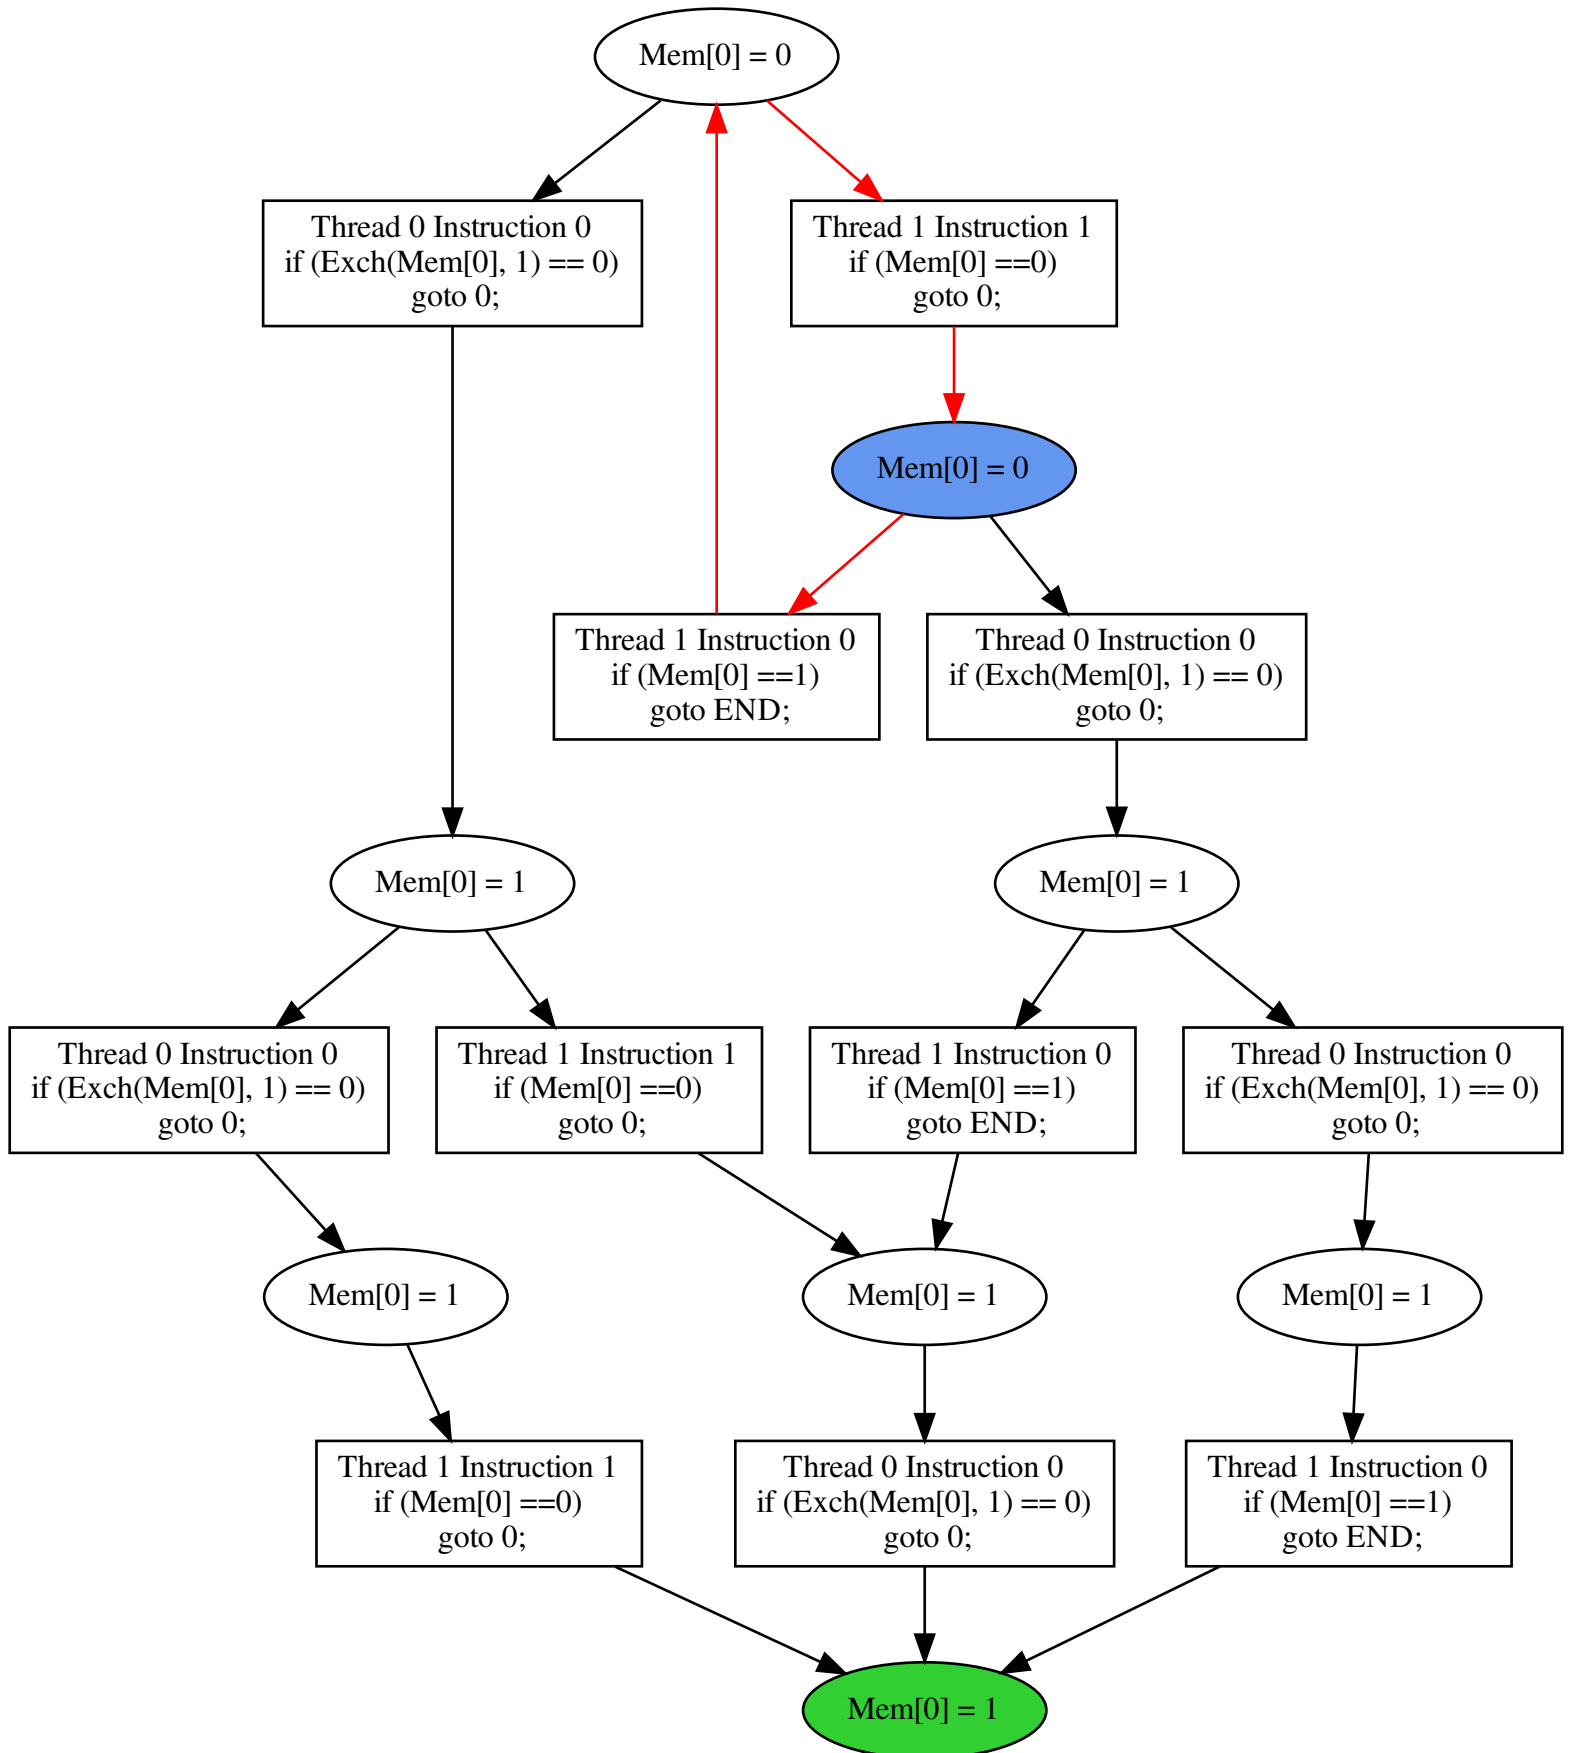 Mem[0] = 0
Thread 0 Instruction 0
if (Exch(Mem[0], 1) == 0)
goto 0;
Thread 1 Instruction 1
if (Mem[0] ==0)
goto 0;
Mem[0] = 0
Thread 1 Instruction 0
if (Mem[0] ==1)
goto END;
Thread 0 Instruction 0
if (Exch(Mem[0], 1) == 0)
goto 0;
Mem[0] = 1
Mem[0] = 1
Thread 0 Instruction 0
if (Exch(Mem[0], 1) == 0)
goto 0;
Thread 1 Instruction 1
if (Mem[0] ==0)
goto 0;
Thread 1 Instruction 0
if (Mem[0] ==1)
goto END;
Thread 0 Instruction 0
if (Exch(Mem[0], 1) == 0)
goto 0;
Mem[0] = 1
Mem[0] = 1
Mem[0] = 1
Thread 1 Instruction 1
if (Mem[0] ==0)
goto 0;
Thread 0 Instruction 0
if (Exch(Mem[0], 1) == 0)
goto 0;
Thread 1 Instruction 0
if (Mem[0] ==1)
goto END;
Mem[0] = 1